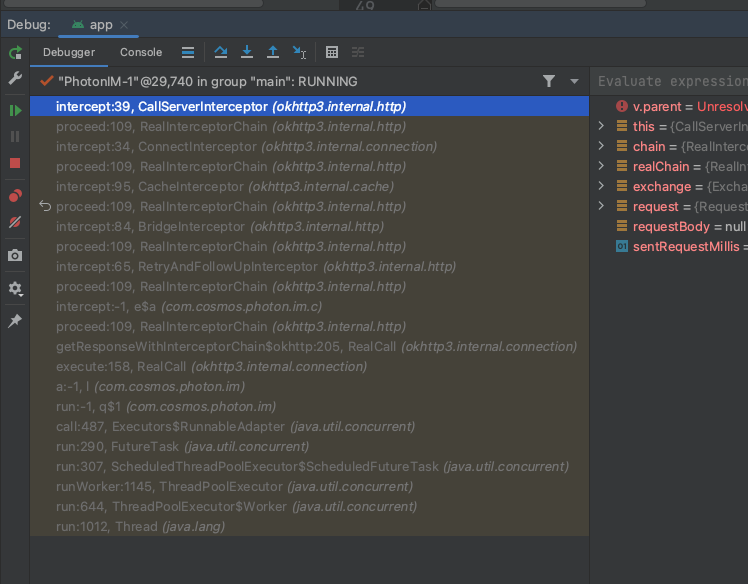 49
Debug: app
Debugger Console
"PhotonIM-1"@29,740 in group "main": RUNNING
intercept:39, CallServerInterceptor (okhttp3.internal.http)
proceed:109, RealInterceptorChain (okhttp3.internal.http)
intercept:34, ConnectInterceptor (okhttp3.internal.connection)
proceed:109, RealInterceptorChain (okhttp3.internal.http)
intercept:95, CacheInterceptor (okhttp3.internal.cache)
proceed:109, RealInterceptorChain (okhttp3.internal.http)
intercept:84, BridgeInterceptor (okhttp3.internal.http)
proceed:109, RealInterceptorChain (okhttp3.internal.http)
intercept:65, RetryAndFollowUpInterceptor (okhttp3.internal.http)
proceed:109, RealInterceptorChain (okhttp3.internal.http)
intercept:-1, e$a (com.cosmos.photon.im.c)
proceed:109, RealInterceptorChain (okhttp3.internal.http)
getResponseWithInterceptorChain$okhttp:205, RealCall (okhttp3.internal.connection)
execute:158, RealCall (okhttp3.internal.connection)
a:-1, l (com.cosmos.photon.im)
run:-1, q$1 (com.cosmos.photon.im)
call:487, Executors$RunnableAdapter (java.util.concurrent)
run:290, FutureTask (java.util.concurrent)
run:307, ScheduledThreadPoolExecutor$ScheduledFutureTask (java.util.concurrent)
runWorker:1145, ThreadPoolExecutor (java.util.concurrent)
run:644, ThreadPoolExecutor$Worker (java.util.concurrent)
run:1012, Thread (java.lang)
Evaluate expression
v.parent = Unresolv
this = {CallServerIn
chain = {RealInterc
realChain = {RealIn
exchange = {Excha
request = {Request
requestBody = null
01 sentRequestMillis =